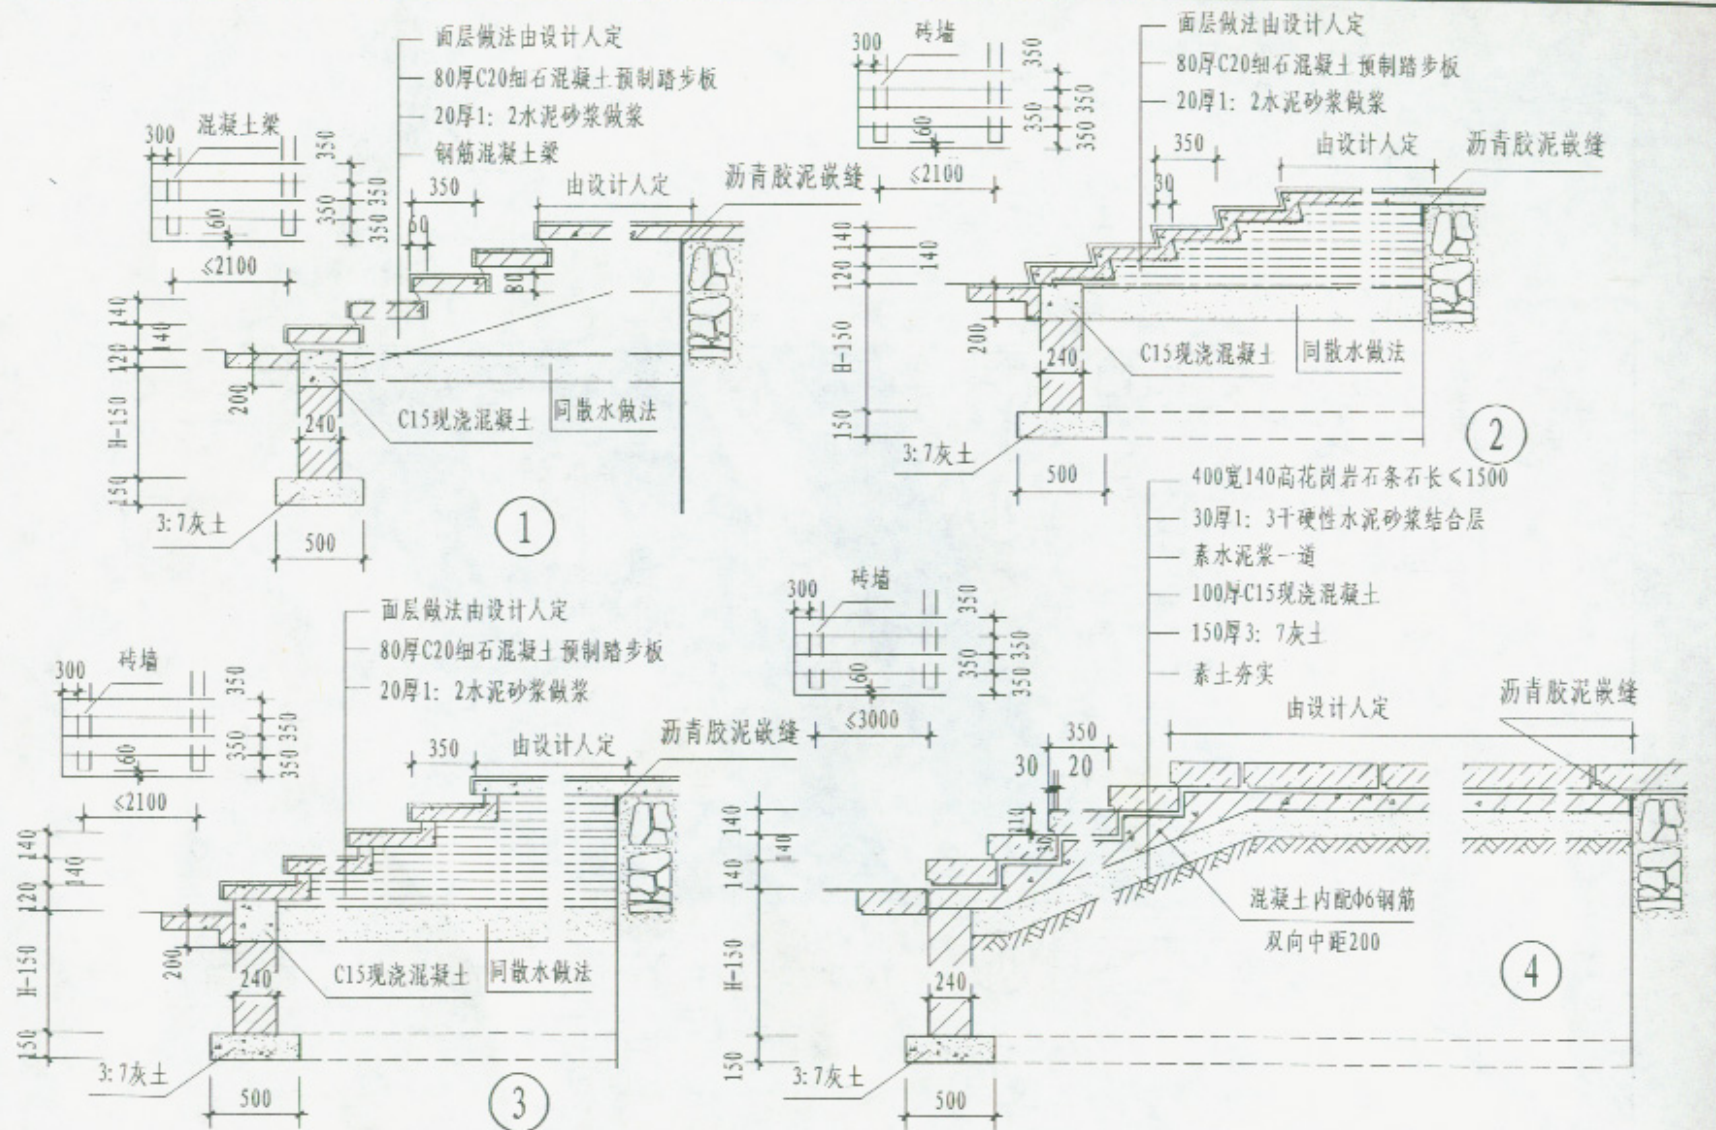 面层做法由设计人定
80厚C20细石混凝土预制踏步板
20厚1：2水泥砂浆做浆
钢筋混凝土梁
混凝土梁
300
350
350
350
350
60
≤2100
350
由设计人定
沥青胶泥嵌缝
60
80
140
140
120
200
H-150
240
C15现浇混凝土
同散水做法
150
3:7灰土
500
1
面层做法由设计人定
80厚C20细石混凝土预制踏步板
20厚1：2水泥砂浆做浆
砖墙
300
350
350
350
350
60
≤2100
350
由设计人定
沥青胶泥嵌缝
30
140
140
120
200
H-150
240
C15现浇混凝土
同散水做法
150
3:7灰土
500
2
面层做法由设计人定
80厚C20细石混凝土预制踏步板
20厚1：2水泥砂浆做浆
砖墙
300
350
350
350
350
60
≤2100
350
由设计人定
沥青胶泥嵌缝
140
140
120
200
H-150
240
C15现浇混凝土
同散水做法
150
3:7灰土
500
3
400宽140高花岗岩石条石长≤1500
30厚1：3干硬性水泥砂浆结合层
素水泥浆一道
100厚C15现浇混凝土
150厚3：7灰土
素土夯实
砖墙
300
350
350
350
350
60
≤3000
350
30
20
由设计人定
沥青胶泥嵌缝
110
30
140
140
140
H-150
240
混凝土内配Φ6钢筋
双向中距200
150
3:7灰土
500
4